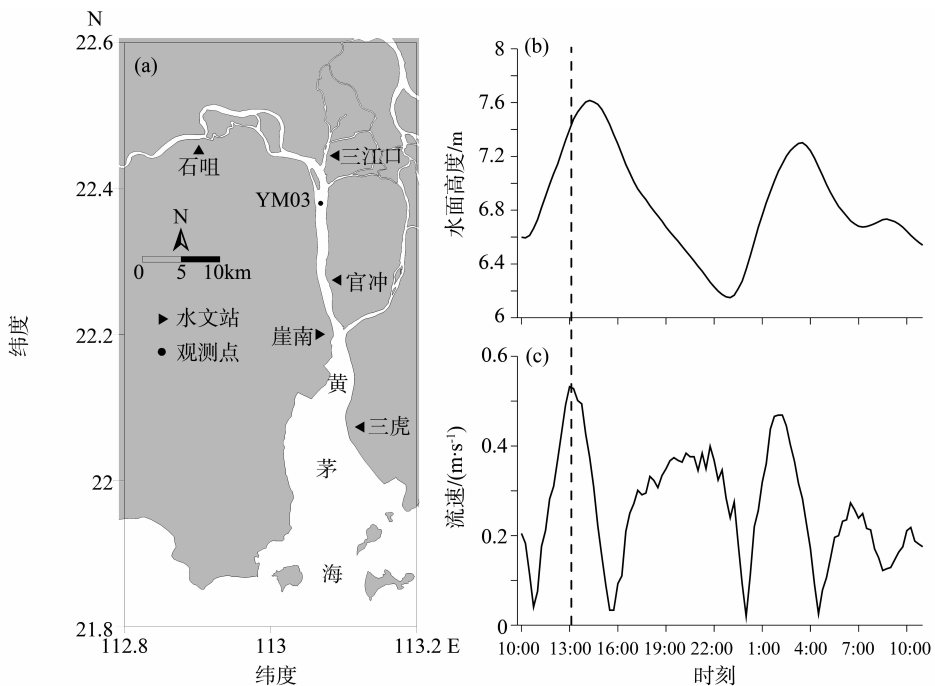 N
22.6
(a)
三江口
石咀
22.4
YM03
N
0 5 10km
官冲
水文站
崖南
观测点
22.2
纬度
黄
三虎
茅
22
海
21.8
112.8 113 113.2 E
纬度
(b)
8
7.6
7.2
6.8
6.4
6
水面高度/m
(c)
0.6
0.4
0.2
0
流速/(m·s⁻¹)
10:00 13:00 16:00 19:00 22:00 1:00 4:00 7:00 10:00
时刻